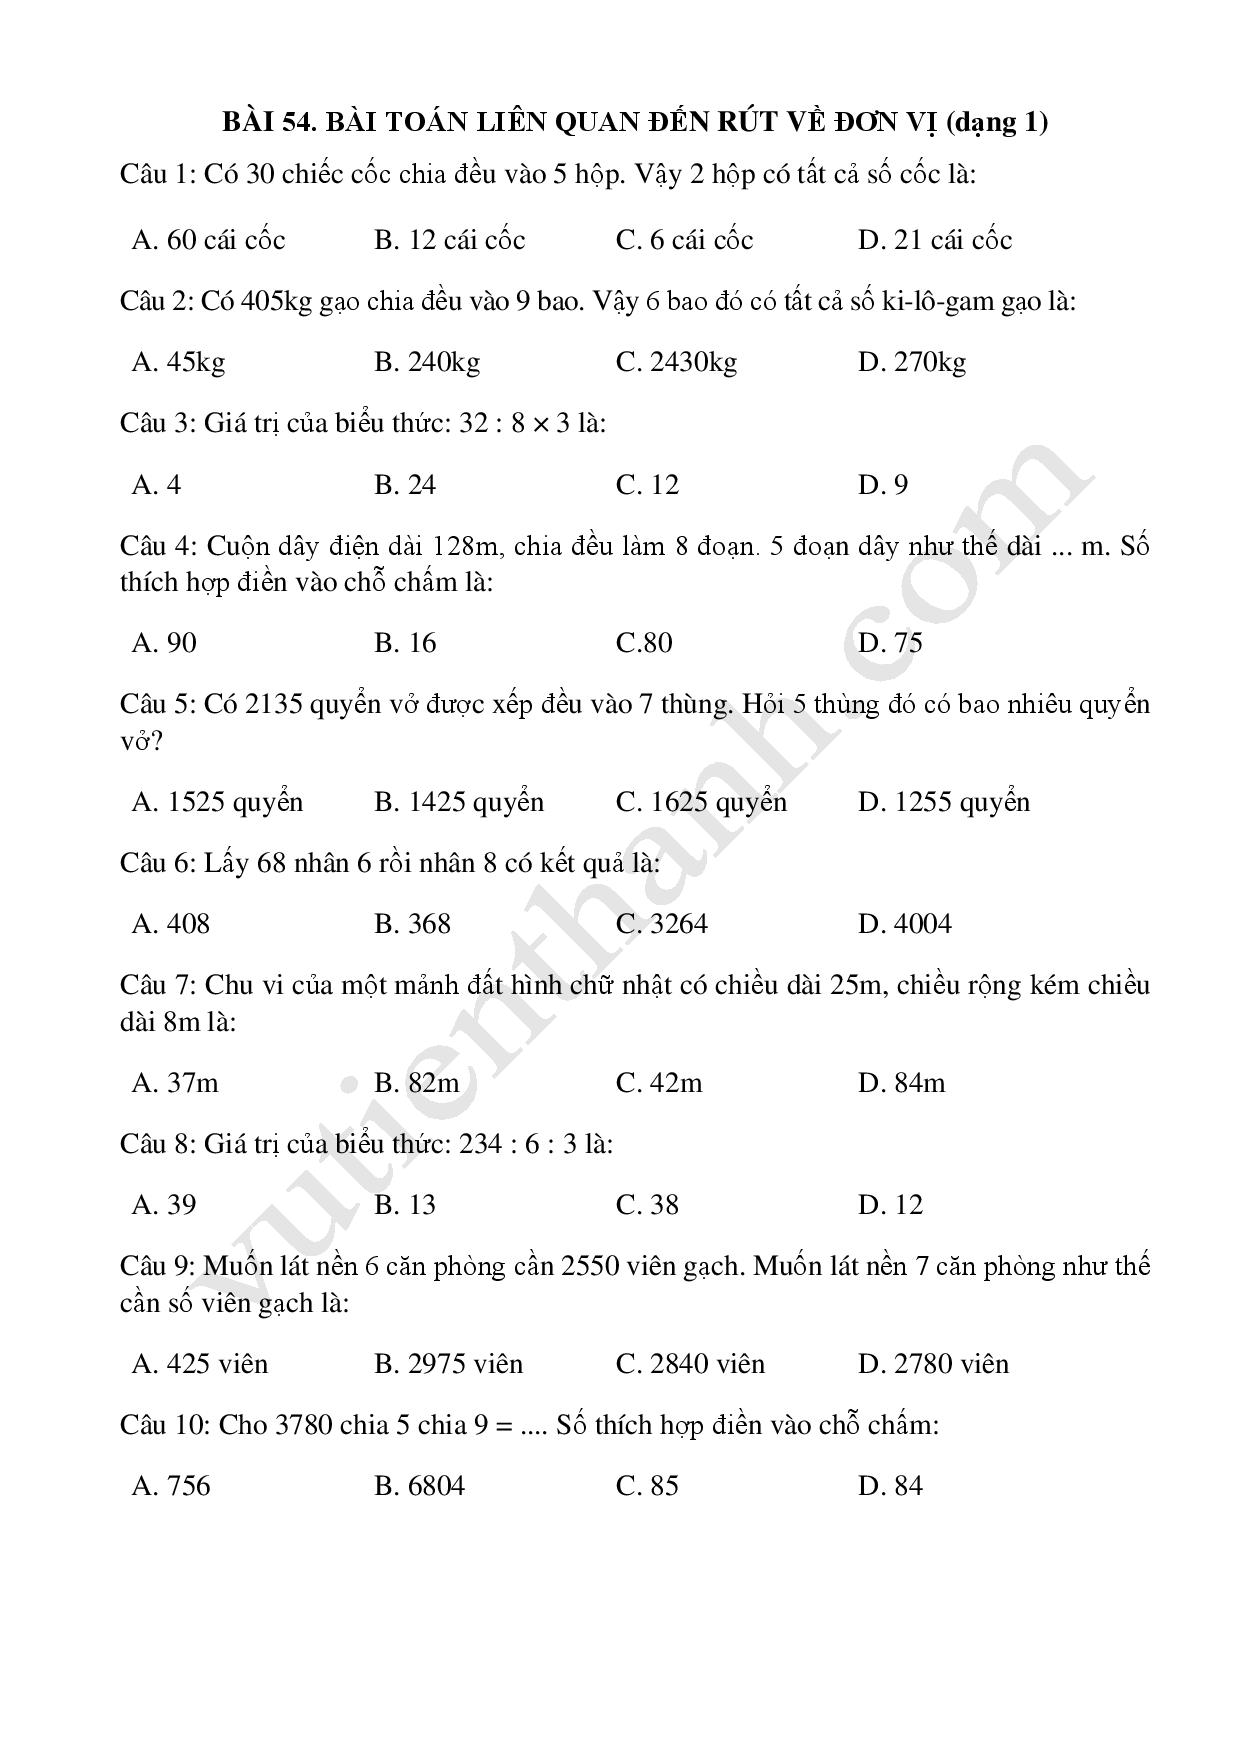 BÀI 54. BÀI TOÁN LIÊN QUAN ĐẾN RÚT VỀ ĐƠN VỊ (dạng 1)
Câu 1: Có 30 chiếc cốc chia đều vào 5 hộp. Vậy 2 hộp có tất cả số cốc là:
A. 60 cái cốc B. 12 cái cốc C. 6 cái cốc D. 21 cái cốc
Câu 2: Có 405kg gạo chia đều vào 9 bao. Vậy 6 bao đó có tất cả số ki-lô-gam gạo là:
A. 45kg B. 240kg C. 2430kg D. 270kg
Câu 3: Giá trị của biểu thức: 32 : 8 × 3 là:
A. 4 B. 24 C. 12 D. 9
Câu 4: Cuộn dây điện dài 128m, chia đều làm 8 đoạn. 5 đoạn dây như thế dài ... m. Số
thích hợp điền vào chỗ chấm là:
A. 90 B. 16 C.80 D. 75
Câu 5: Có 2135 quyển vở được xếp đều vào 7 thùng. Hỏi 5 thùng đó có bao nhiêu quyển
vở?
A. 1525 quyển B. 1425 quyển C. 1625 quyển D. 1255 quyển
Câu 6: Lấy 68 nhân 6 rồi nhân 8 có kết quả là:
A. 408 B. 368 C. 3264 D. 4004
Câu 7: Chu vi của một mảnh đất hình chữ nhật có chiều dài 25m, chiều rộng kém chiều
dài 8m là:
A. 37m B. 82m C. 42m D. 84m
Câu 8: Giá trị của biểu thức: 234 : 6 : 3 là:
A. 39 B. 13 C. 38 D. 12
Câu 9: Muốn lát nền 6 căn phòng cần 2550 viên gạch. Muốn lát nền 7 căn phòng như thế
cần số viên gạch là:
A. 425 viên B. 2975 viên C. 2840 viên D. 2780 viên
Câu 10: Cho 3780 chia 5 chia 9 = .... Số thích hợp điền vào chỗ chấm:
A. 756 B. 6804 C. 85 D. 84
vutienthanh.com